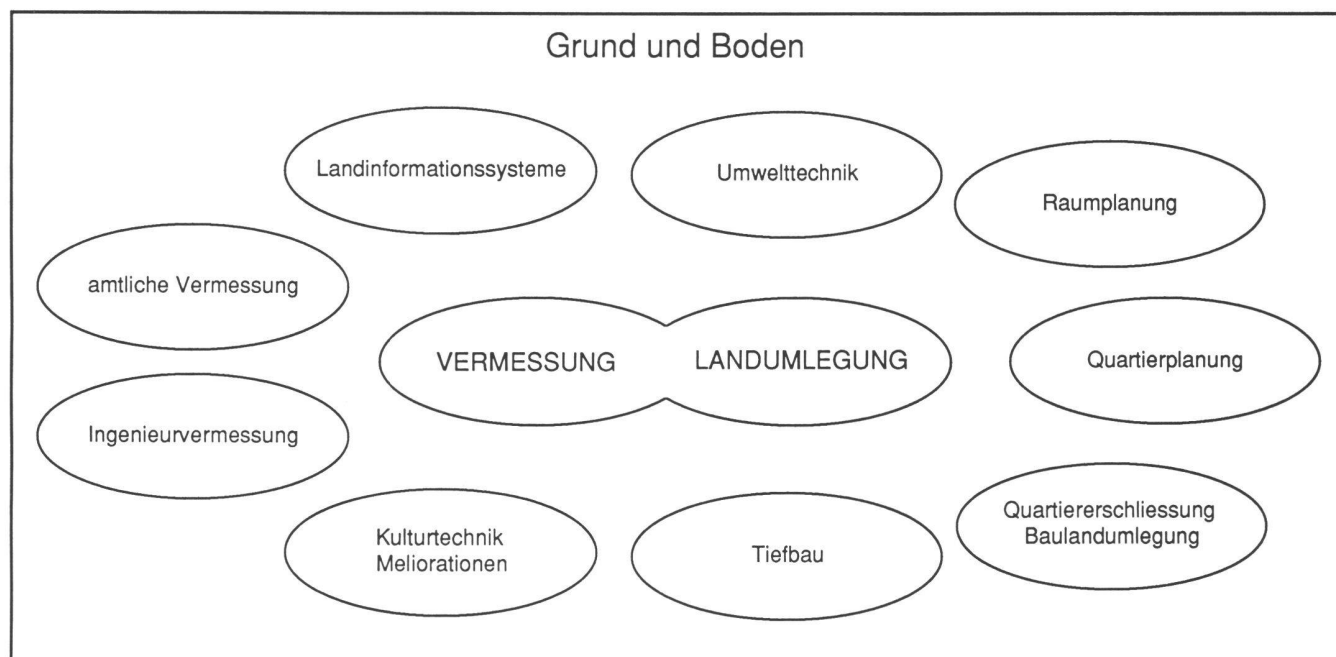 Grund und Boden
Landinformationssysteme
Umwelttechnik
Raumplanung
amtliche Vermessung
VERMESSUNG
LANDUMLEGUNG
Quartierplanung
Ingenieurvermessung
Kulturtechnik
Meliorationen
Tiefbau
Quartiererschliessung
Baulandumlegung